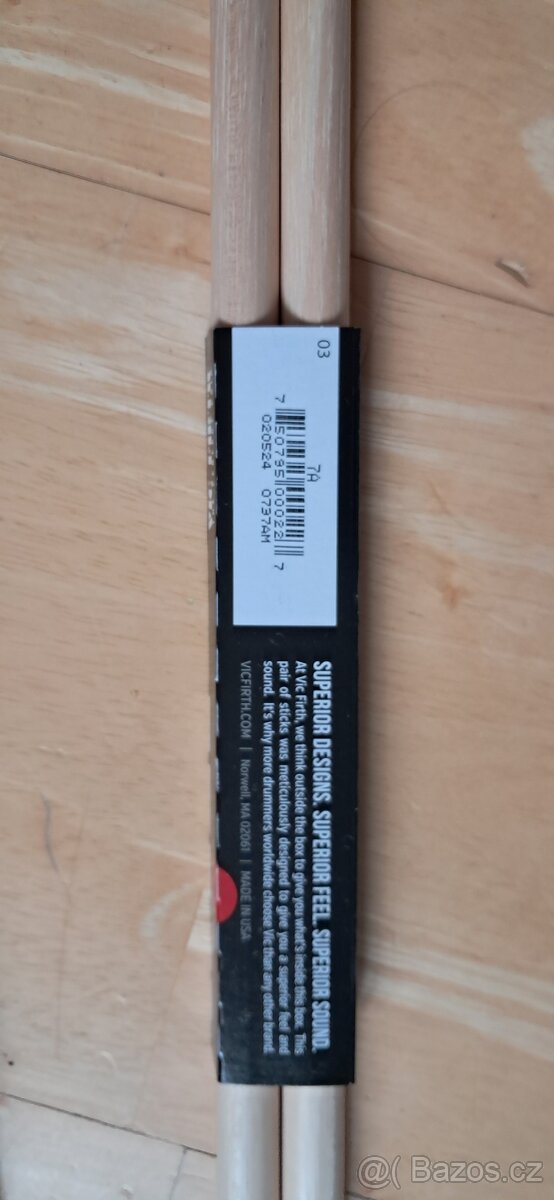 03
7A
7 50795 00022 7
020524 0737AM
SUPERIOR DESIGNS. SUPERIOR FEEL. SUPERIOR SOUND.
At Vic Firth, we think outside the box to give you what's inside this box. This
pair of sticks was meticulously designed to give you a superior feel and
sound. It's why more drummers worldwide choose Vic than any other brand.
VICFIRTH.COM | Norwell, MA 02061 | MADE IN USA
@( Bazoš.cz